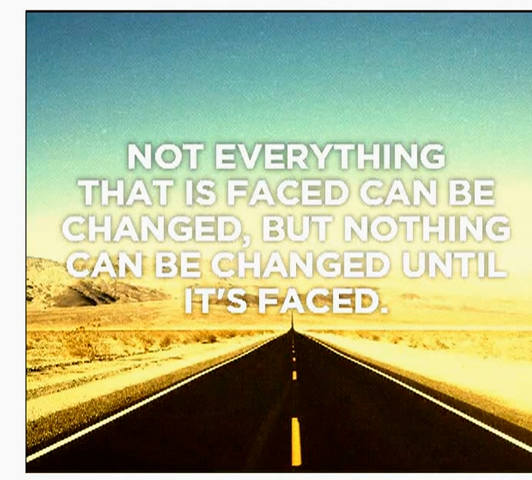 NOT EVERYTHING
THAT IS FACED CAN BE
CHANGED, BUT NOTHING
CAN BE CHANGED UNTIL
IT'S FACED.